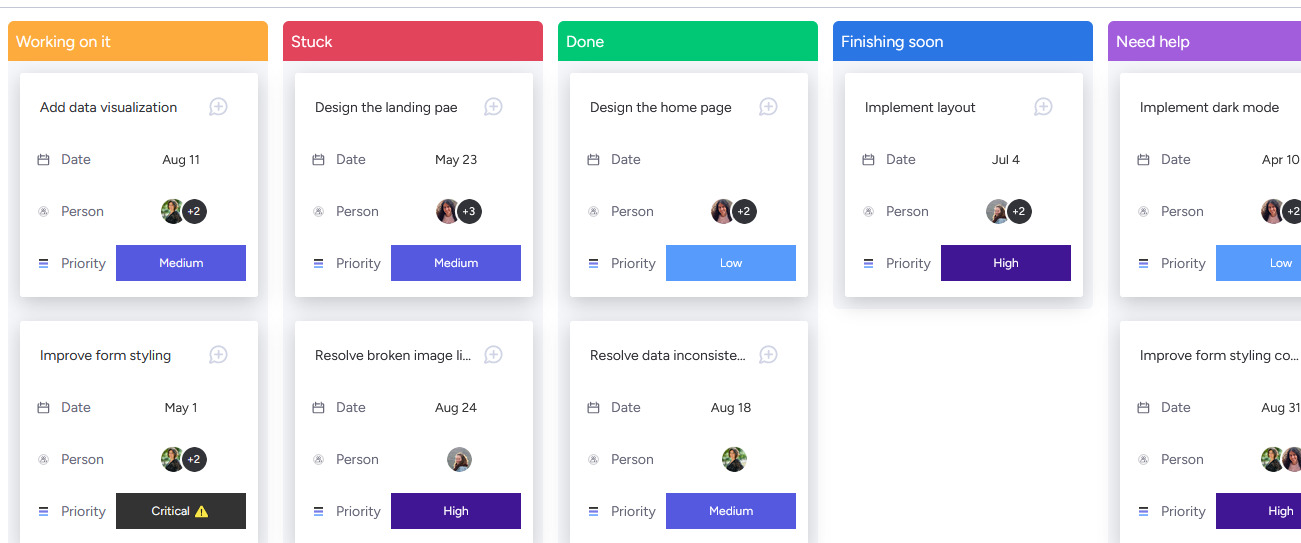 Working on it
Stuck
Done
Finishing soon
Need help
Add data visualization
Design the landing pae
Design the home page
Implement layout
Implement dark mode
Date Aug 11
Date May 23
Date
Date Jul 4
Date Apr 10
Person +2
Person +3
Person +2
Person +2
Person +2
Priority Medium
Priority Medium
Priority Low
Priority High
Priority Low
Improve form styling
Resolve broken image li...
Resolve data inconsiste...
Improve form styling co...
Date May 1
Date Aug 24
Date Aug 18
Date Aug 31
Person +2
Person
Person
Person
Priority Critical ⚠️
Priority High
Priority Medium
Priority High